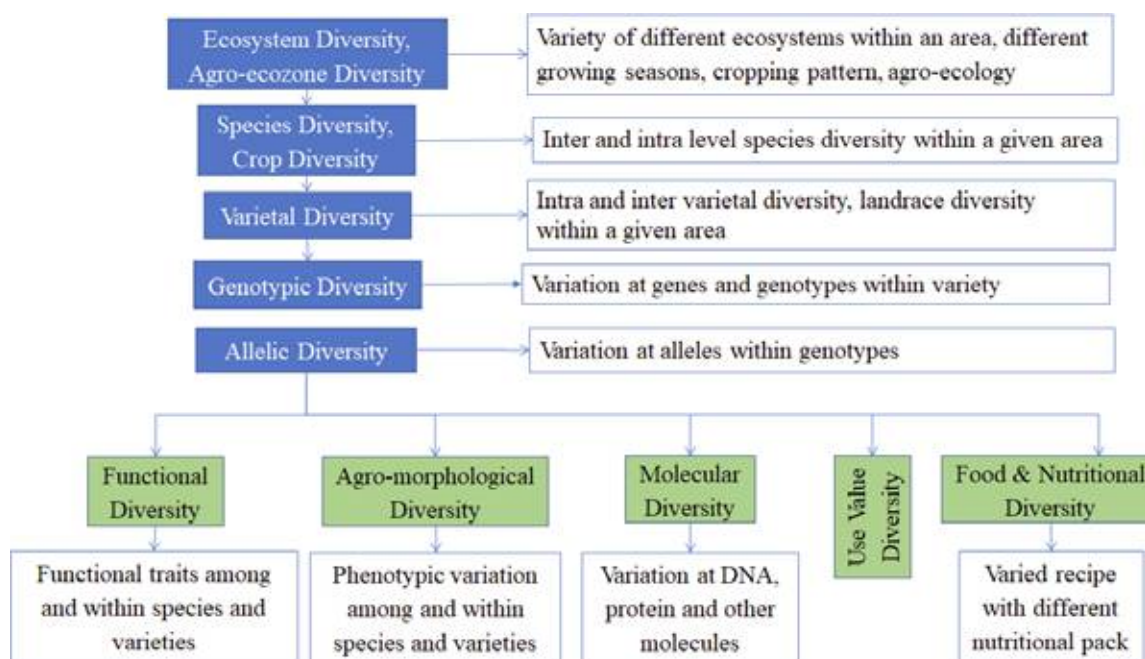 Ecosystem Diversity,
Agro-ecozone Diversity
Variety of different ecosystems within an area, different
growing seasons, cropping pattern, agro-ecology
Species Diversity,
Crop Diversity
Inter and intra level species diversity within a given area
Varietal Diversity
Intra and inter varietal diversity, landrace diversity
within a given area
Genotypic Diversity
Variation at genes and genotypes within variety
Allelic Diversity
Variation at alleles within genotypes
Functional
Diversity
Agro-morphological
Diversity
Molecular
Diversity
Use Value
Diversity
Food & Nutritional
Diversity
Functional traits among
and within species and
varieties
Phenotypic variation
among and within
species and varieties
Variation at DNA,
protein and other
molecules
Varied recipe
with different
nutritional pack